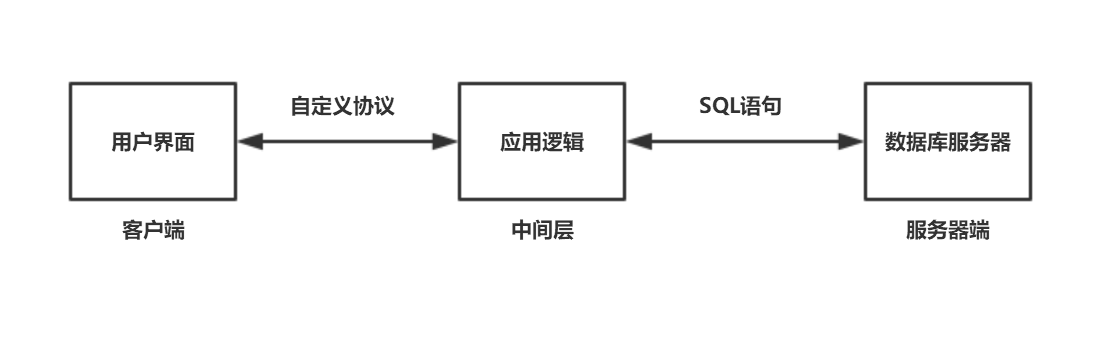 自定义协议
SQL语句
用户界面
应用逻辑
数据库服务器
客户端
中间层
服务器端